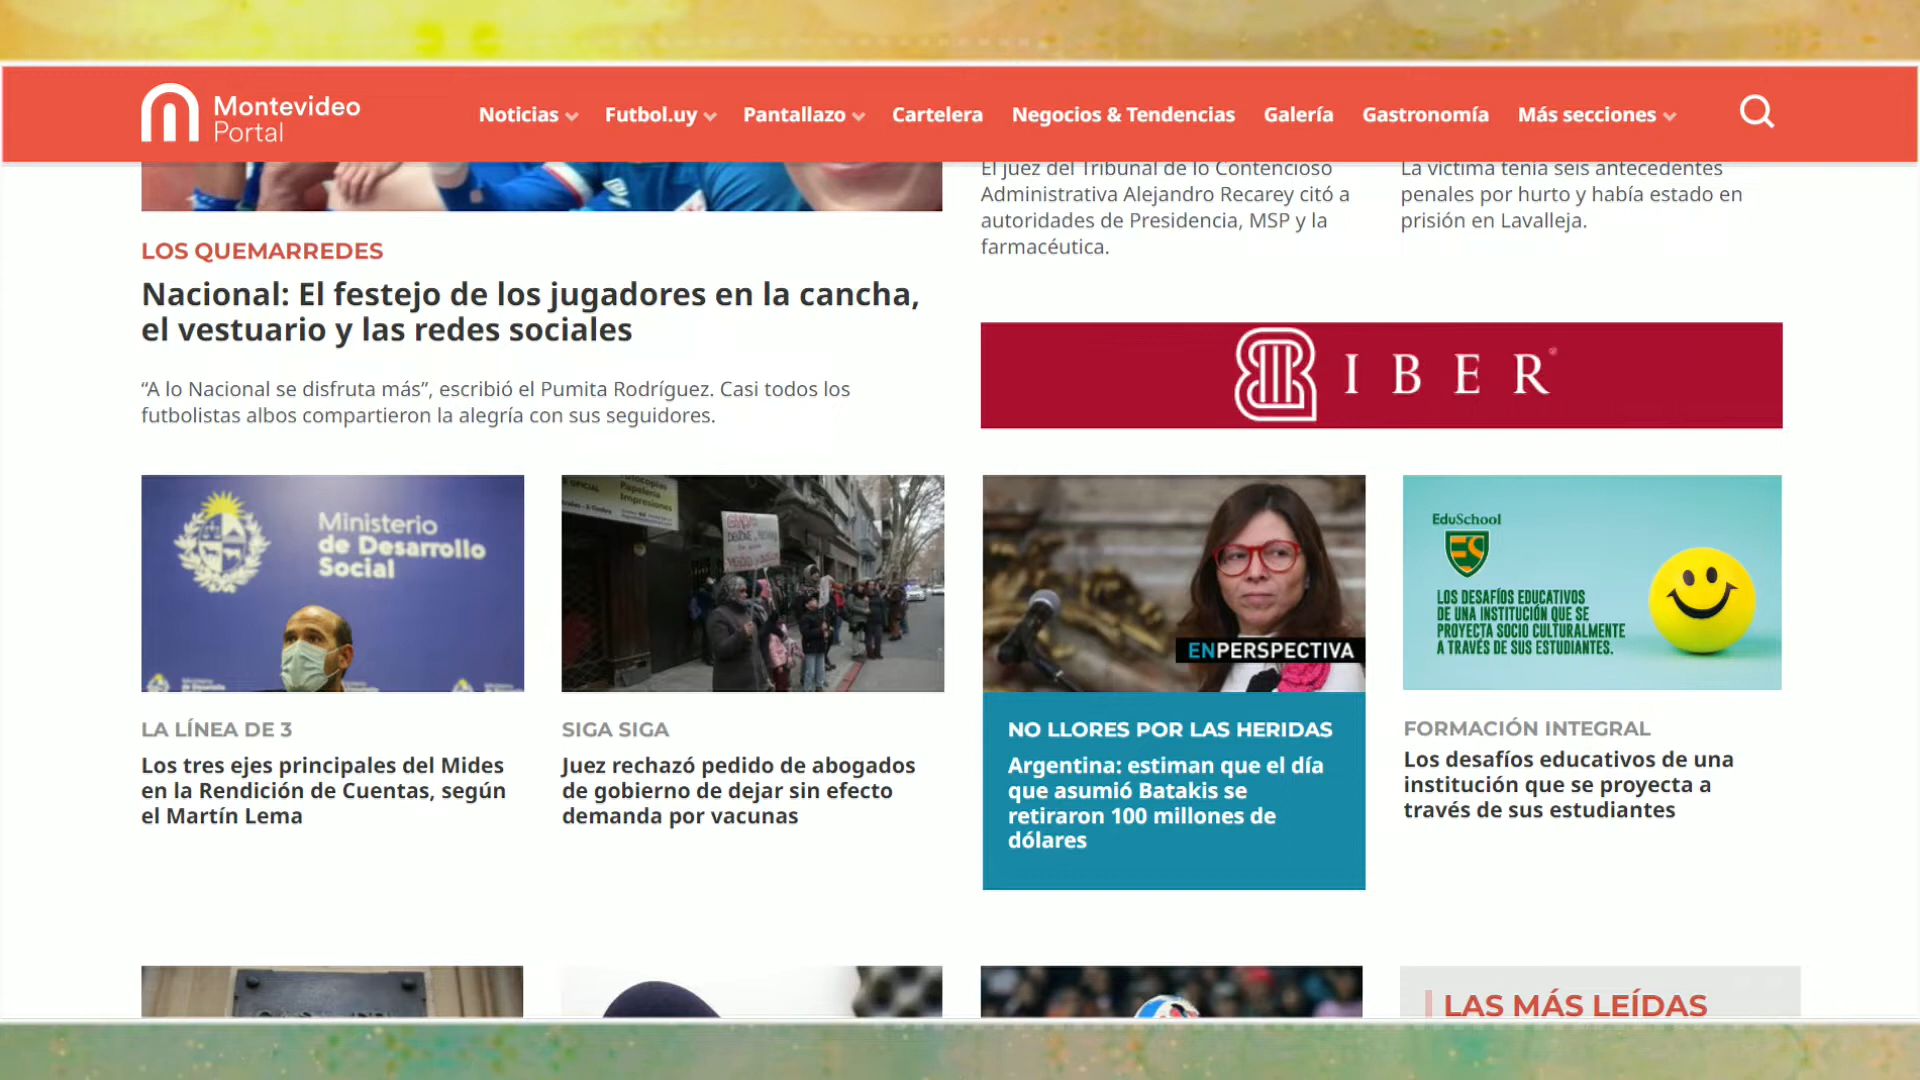 Montevideo
Portal
Noticias
Futbol.uy
Pantallazo
Cartelera
Negocios & Tendencias
Galería
Gastronomía
Más secciones
El juez del Tribunal de lo Contencioso
Administrativa Alejandro Recarey citó a
autoridades de Presidencia, MSP y la
farmacéutica.
La víctima tenía seis antecedentes
penales por hurto y había estado en
prisión en Lavalleja.
LOS QUEMARREDES
Nacional: El festejo de los jugadores en la cancha,
el vestuario y las redes sociales
“A lo Nacional se disfruta más”, escribió el Pumita Rodríguez. Casi todos los
futbolistas albos compartieron la alegría con sus seguidores.
IBER
Ministerio
de Desarrollo
Social
LA LÍNEA DE 3
Los tres ejes principales del Mides
en la Rendición de Cuentas, según
el Martín Lema
Papelería
Impresiones
SIGA SIGA
Juez rechazó pedido de abogados
de gobierno de dejar sin efecto
demanda por vacunas
ENPERSPECTIVA
NO LLORES POR LAS HERIDAS
Argentina: estiman que el día
que asumió Batakis se
retiraron 100 millones de
dólares
EduSchool
ES
LOS DESAFÍOS EDUCATIVOS
DE UNA INSTITUCIÓN QUE SE
PROYECTA SOCIO CULTURALMENTE
A TRAVÉS DE SUS ESTUDIANTES.
FORMACIÓN INTEGRAL
Los desafíos educativos de una
institución que se proyecta a
través de sus estudiantes
LAS MÁS LEÍDAS